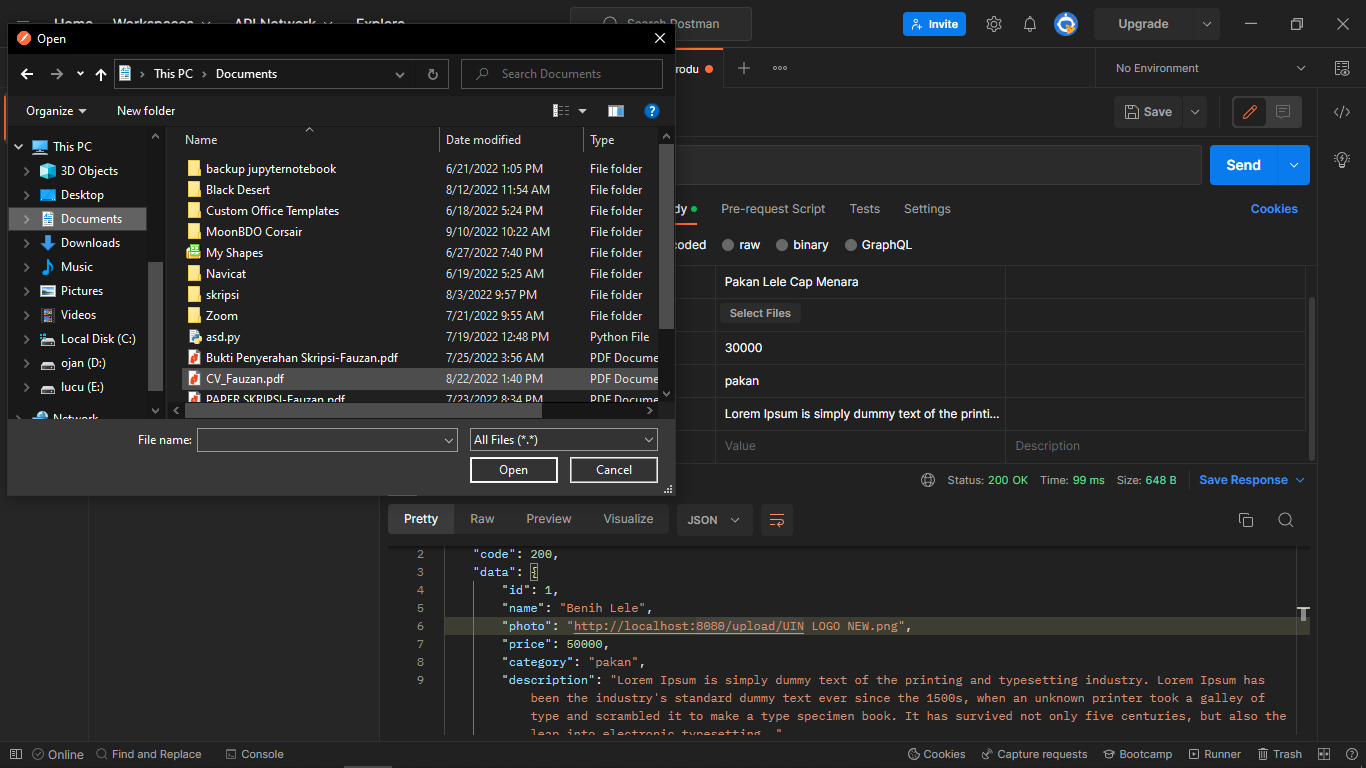 Home Workspaces API Network Explore
Search Postman
Invite
Upgrade
Open
This PC > Documents
Search Documents
Organize New folder
This PC
3D Objects
Desktop
Documents
Downloads
Music
Pictures
Videos
Local Disk (C:)
ojan (D:)
lucu (E:)
Network
Name Date modified Type
backup jupyternotebook 6/21/2022 1:05 PM File folder
Black Desert 8/12/2022 11:54 AM File folder
Custom Office Templates 6/18/2022 5:24 PM File folder
MoonBDO Corsair 9/10/2022 10:22 AM File folder
My Shapes 6/27/2022 7:40 PM File folder
Navicat 6/19/2022 5:25 AM File folder
skripsi 8/3/2022 9:57 PM File folder
Zoom 7/21/2022 9:55 AM File folder
asd.py 7/19/2022 12:48 PM Python File
Bukti Penyerahan Skripsi-Fauzan.pdf 7/25/2022 3:56 AM PDF Docume
CV_Fauzan.pdf 8/22/2022 1:40 PM PDF Docume
PAPER SKRIPSI-Fauzan.pdf 7/23/2022 8:34 PM PDF Docume
File name:
All Files (*.*)
Open Cancel
rodu
No Environment
Save
Send
dy Pre-request Script Tests Settings Cookies
coded raw binary GraphQL
Pakan Lele Cap Menara
Select Files
30000
pakan
Lorem Ipsum is simply dummy text of the printi...
Value Description
Status: 200 OK Time: 99 ms Size: 648 B Save Response
Pretty Raw Preview Visualize JSON
2 "code": 200,
3 "data": {
4 "id": 1,
5 "name": "Benih Lele",
6 "photo": "http://localhost:8080/upload/UIN LOGO NEW.png",
7 "price": 50000,
8 "category": "pakan",
9 "description": "Lorem Ipsum is simply dummy text of the printing and typesetting industry. Lorem Ipsum has
been the industry's standard dummy text ever since the 1500s, when an unknown printer took a galley of
type and scrambled it to make a type specimen book. It has survived not only five centuries, but also the
leap into electronic typesetting, "
Online Find and Replace Console
Cookies Capture requests Bootcamp Runner Trash